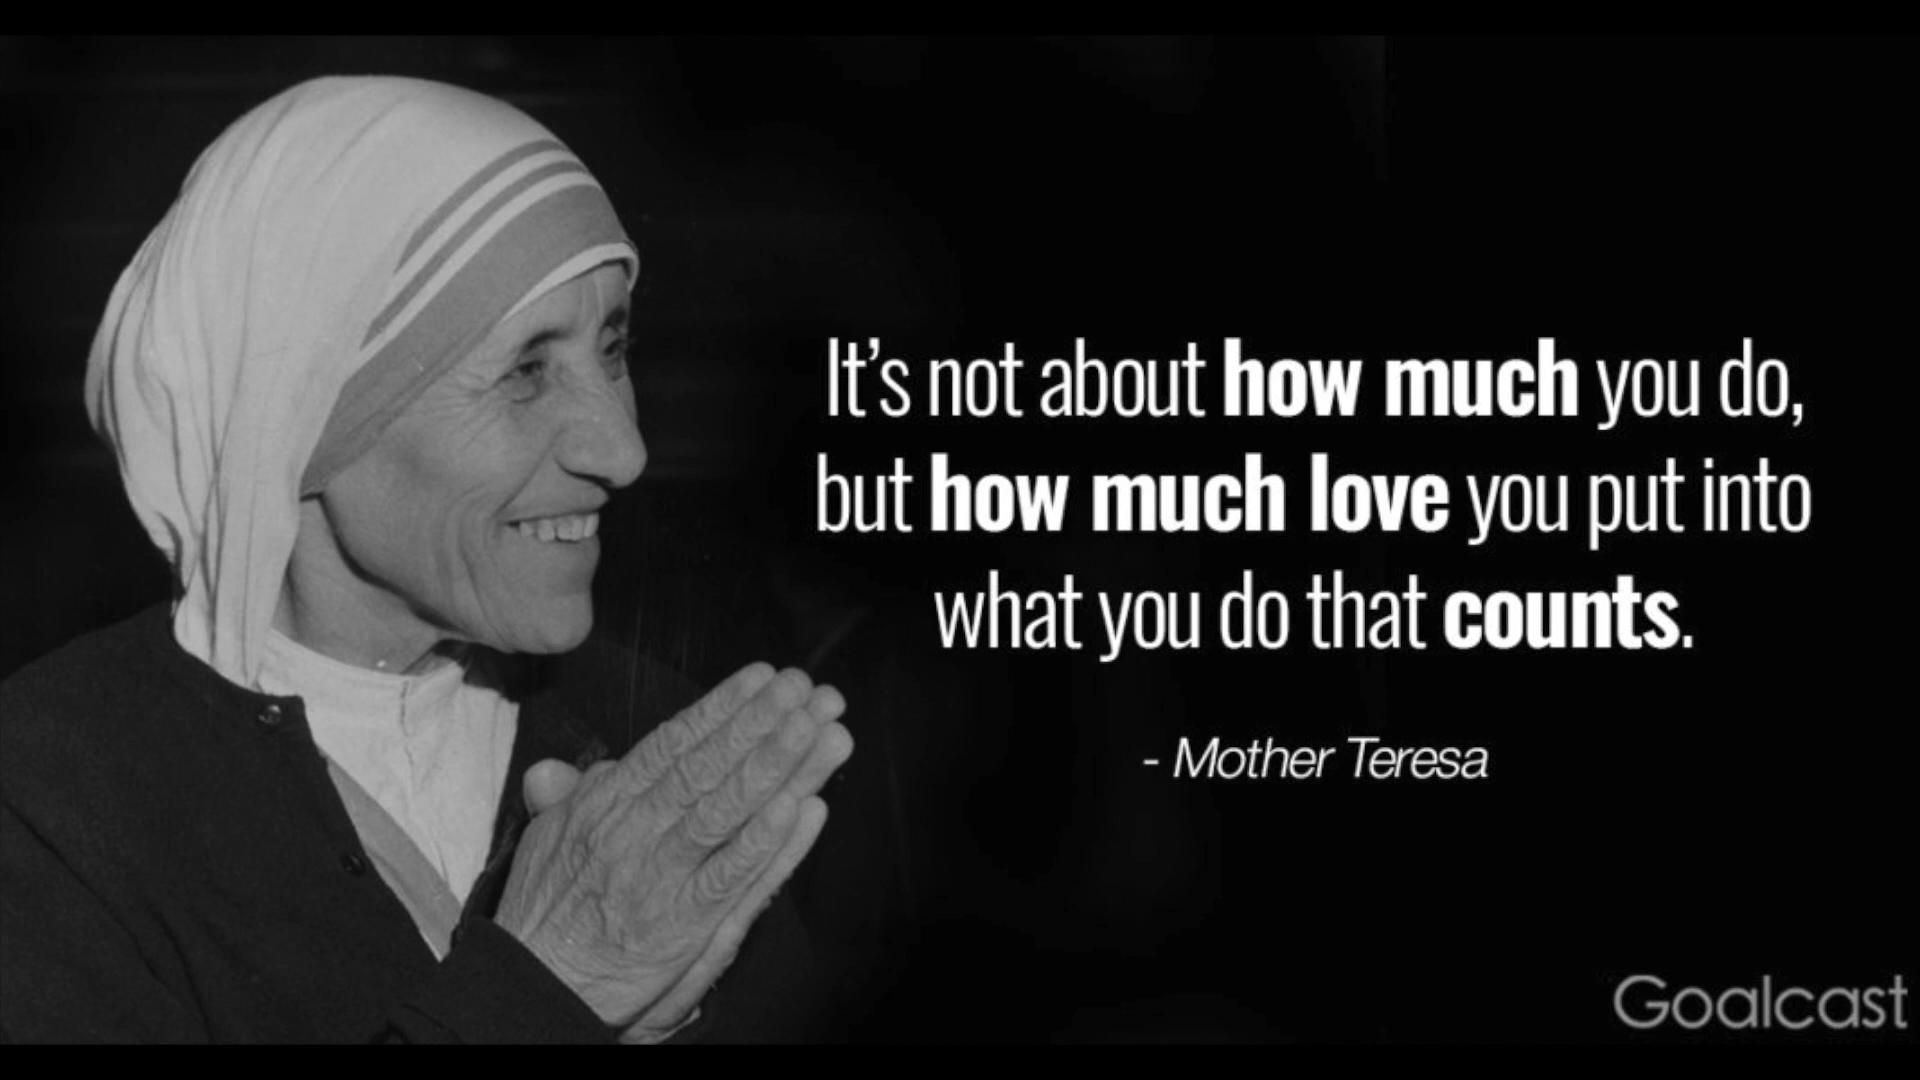 It’s not about how much you do,
but how much love you put into
what you do that counts.
- Mother Teresa
Goalcast